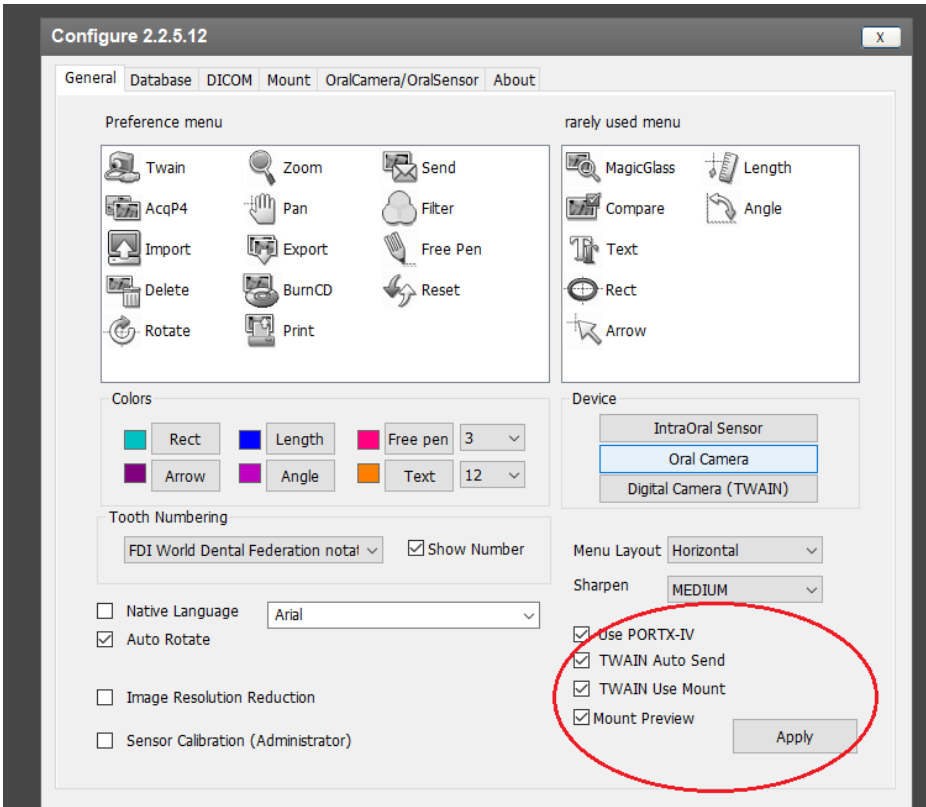 Configure 2.2.5.12
X
General Database DICOM Mount OralCamera/OralSensor About
Preference menu
Twain Zoom Send
AcqP4 Pan Filter
Import Export Free Pen
Delete BurnCD Reset
Rotate Print
rarely used menu
MagicGlass Length
Compare Angle
Text
Rect
Arrow
Colors
Rect Length Free pen 3
Arrow Angle Text 12
Device
IntraOral Sensor
Oral Camera
Digital Camera (TWAIN)
Tooth Numbering
FDI World Dental Federation notat Show Number
Menu Layout Horizontal
Sharpen MEDIUM
Native Language Arial
Auto Rotate
Image Resolution Reduction
Sensor Calibration (Administrator)
Use PORTX-IV
TWAIN Auto Send
TWAIN Use Mount
Mount Preview
Apply